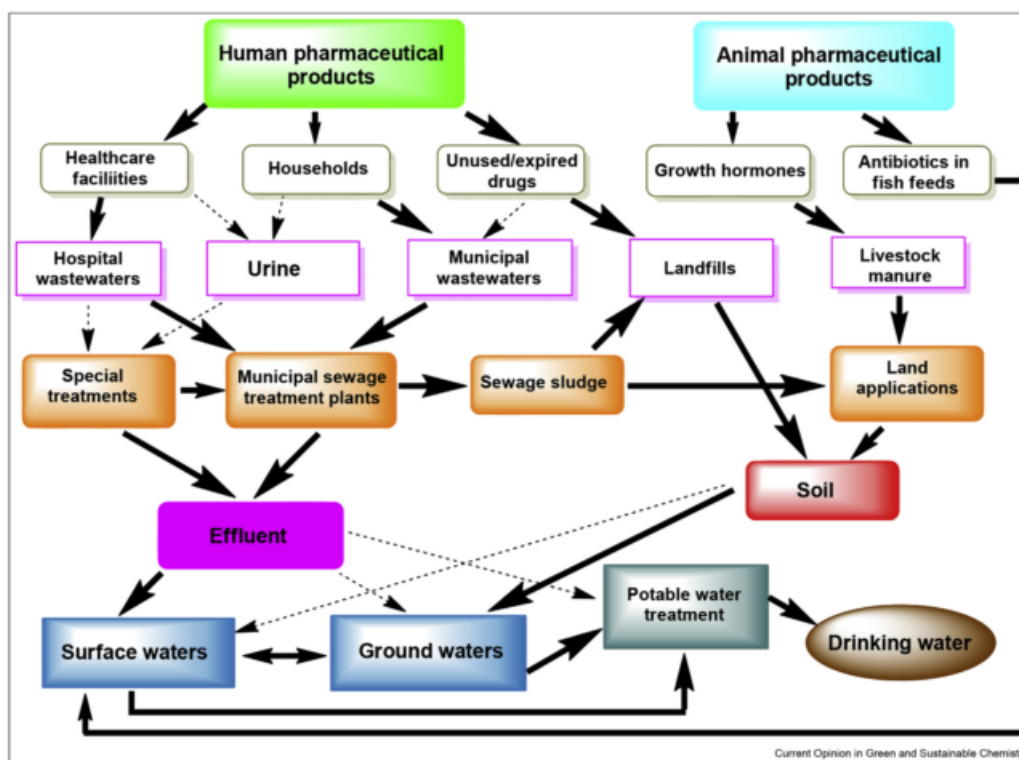 Human pharmaceutical
products
Animal pharmaceutical
products
Healthcare
faciliities
Households
Unused/expired
drugs
Growth hormones
Antibiotics in
fish feeds
Hospital
wastewaters
Urine
Municipal
wastewaters
Landfills
Livestock
manure
Special
treatments
Municipal sewage
treatment plants
Sewage sludge
Land
applications
Soil
Effluent
Potable water
treatment
Surface waters
Ground waters
Drinking water
Current Opinion in Green and Sustainable Chemist